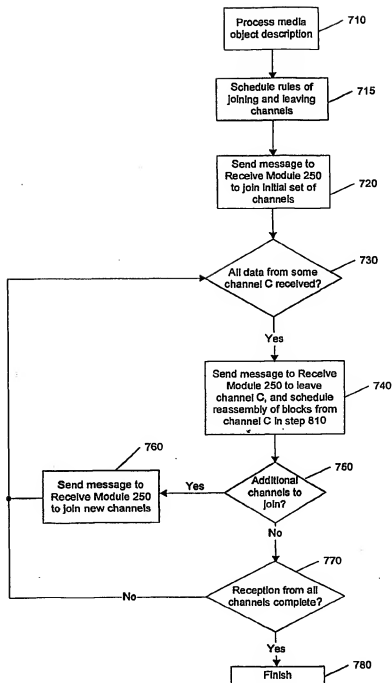 Process media
object description
710
Schedule rules of
joining and leaving
channels
715
Send message to
Receive Module 250
to join initial set of
channels
720
All data from some
channel C received?
730
Yes
Send message to Receive
Module 250 to leave
channel C, and schedule
reassembly of blocks from
channel C in step 810
740
Additional
channels to
join?
750
Yes
Send message to
Receive Module 250
to join new channels
760
No
Reception from all
channels complete?
770
No
Yes
Finish
780